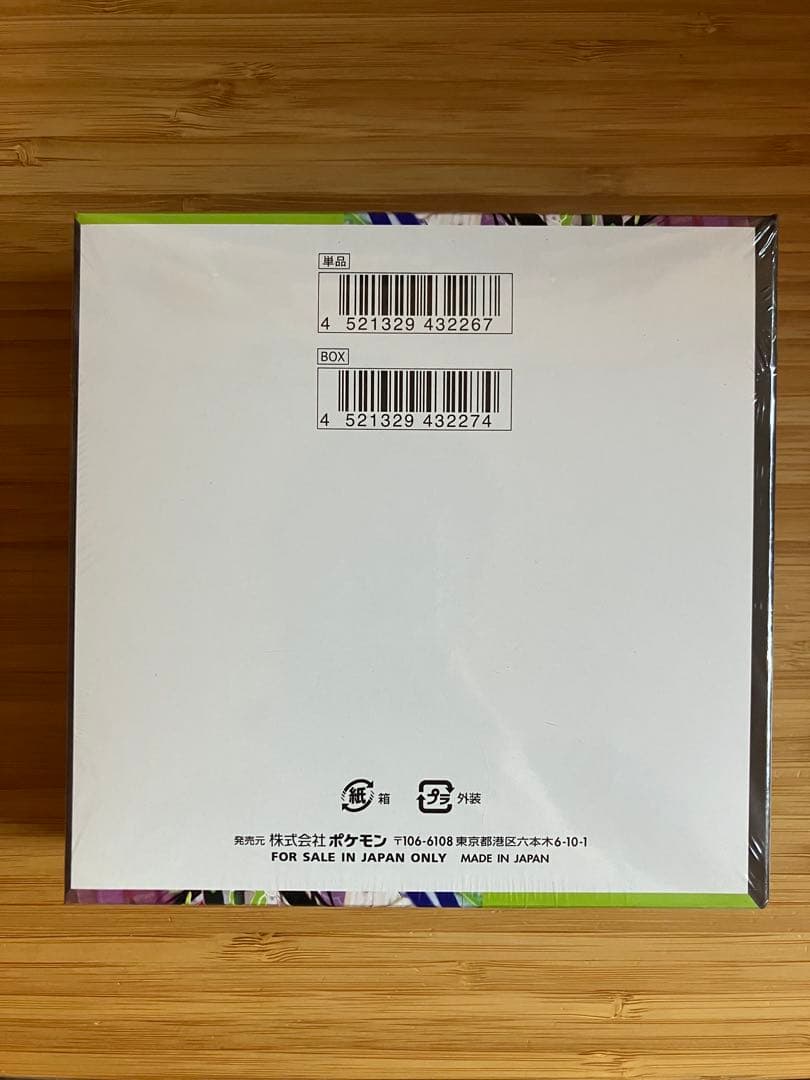 単品
4 521329 432267
BOX
4 521329 432274
紙 箱 プラ 外装
発売元 株式会社 ポケモン 〒106-6108 東京都港区六本木6-10-1
FOR SALE IN JAPAN ONLY MADE IN JAPAN